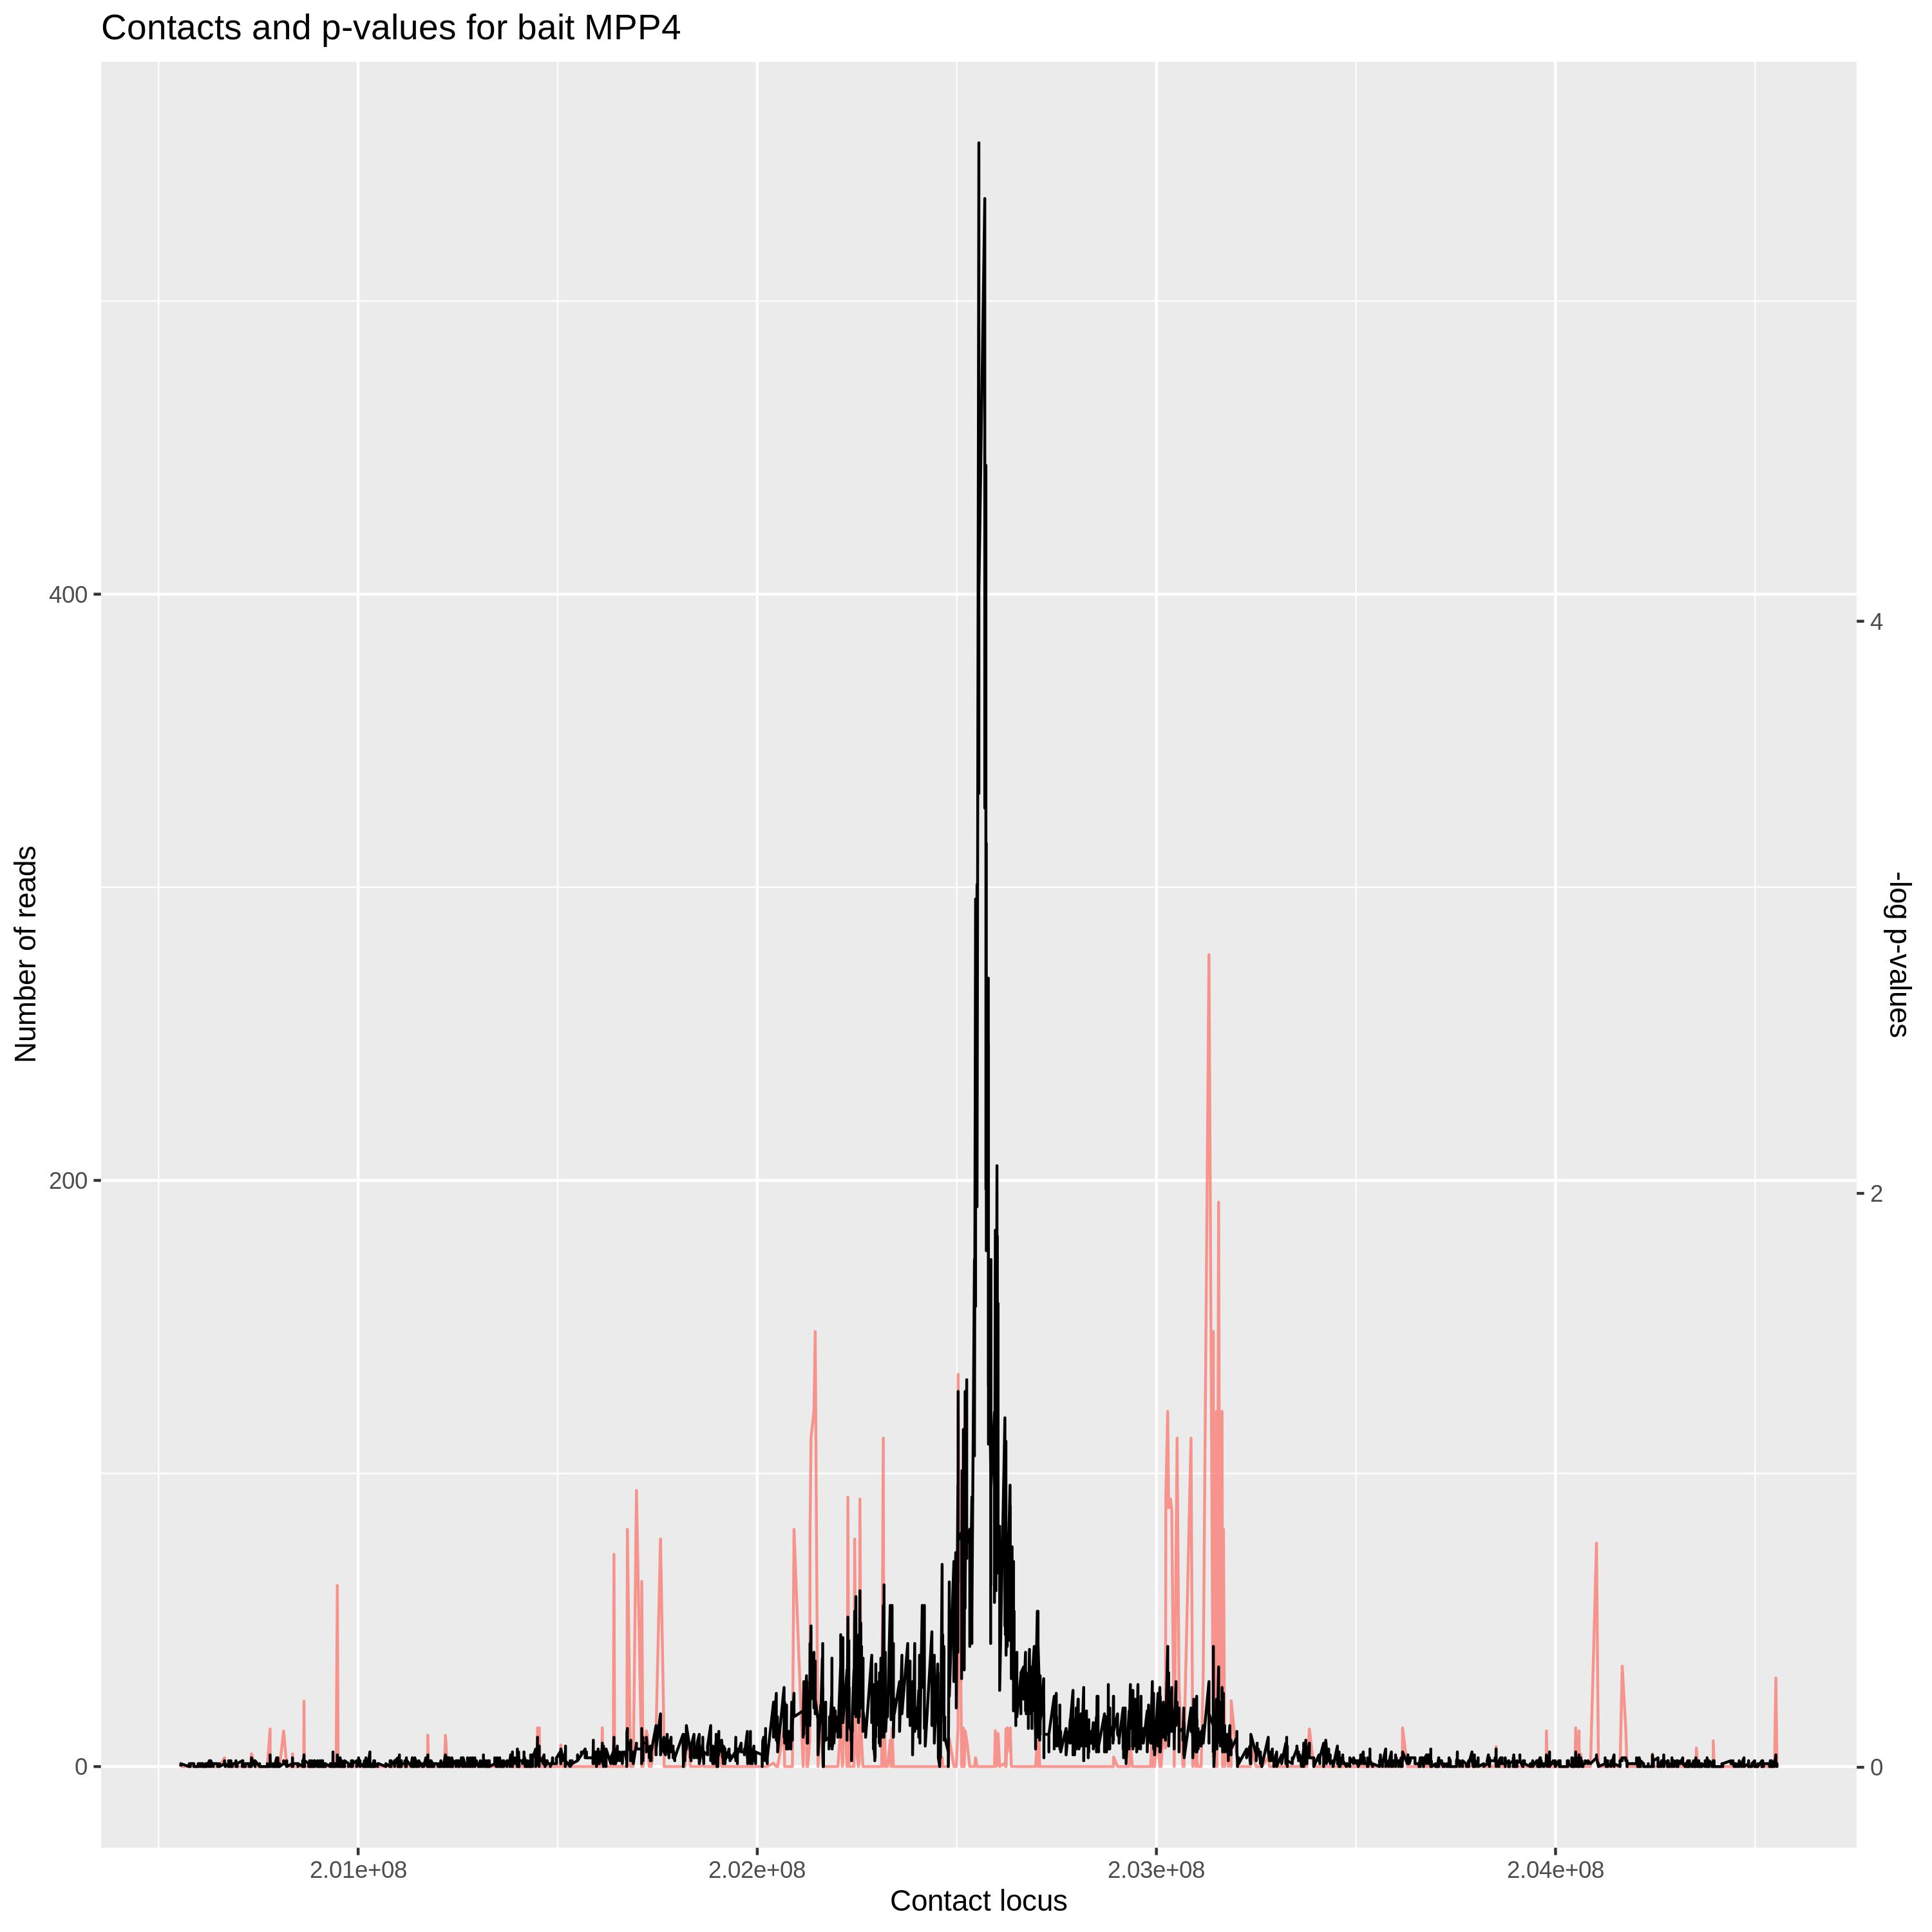 Contacts and p-values for bait MPP4
Number of reads
400
200
0
4
2
0
-log p-values
2.01e+08
2.02e+08
2.03e+08
2.04e+08
Contact locus